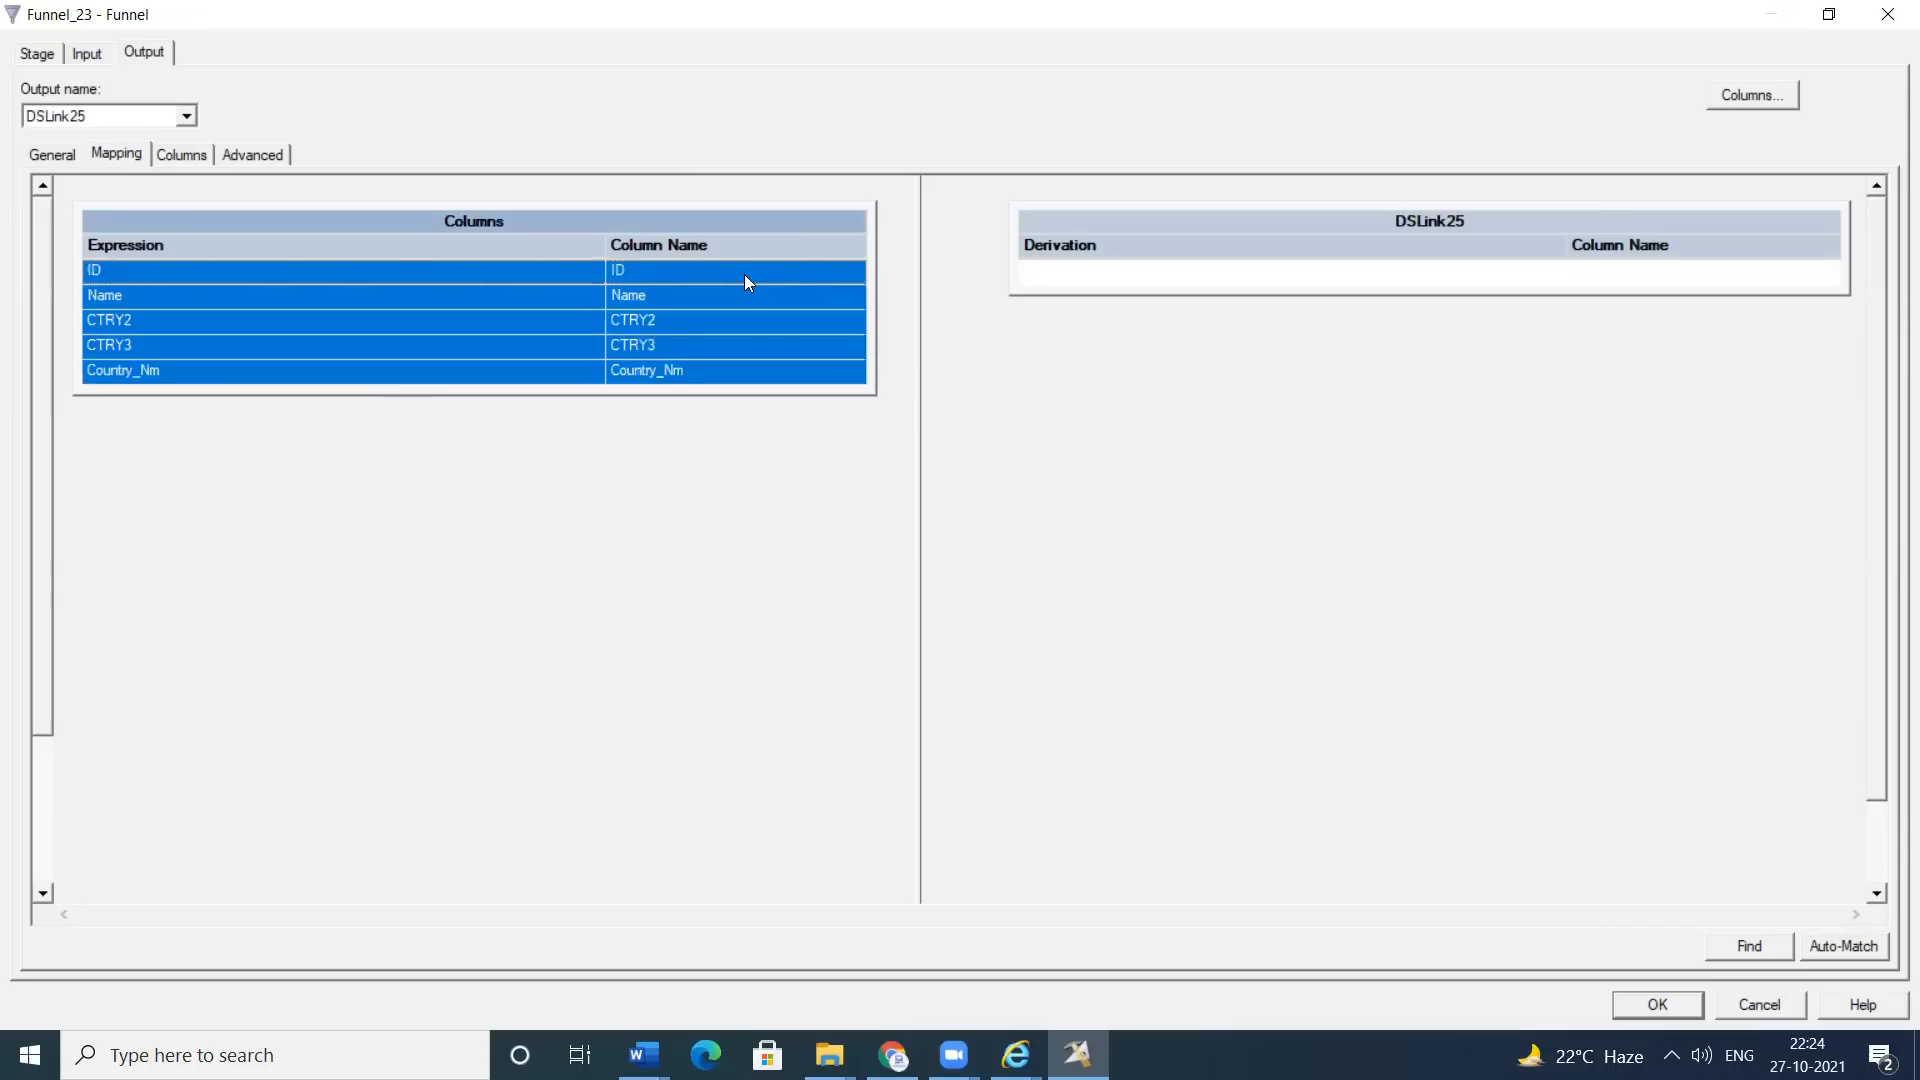 Funnel_23 - Funnel
Stage Input Output
Output name:
DSLink25
Columns...
General Mapping Columns Advanced
Columns
Expression Column Name
ID ID
Name Name
CTRY2 CTRY2
CTRY3 CTRY3
Country_Nm Country_Nm
DSLink25
Derivation Column Name
Find Auto-Match
OK Cancel Help
Type here to search
22°C Haze
ENG
22:24
27-10-2021
2